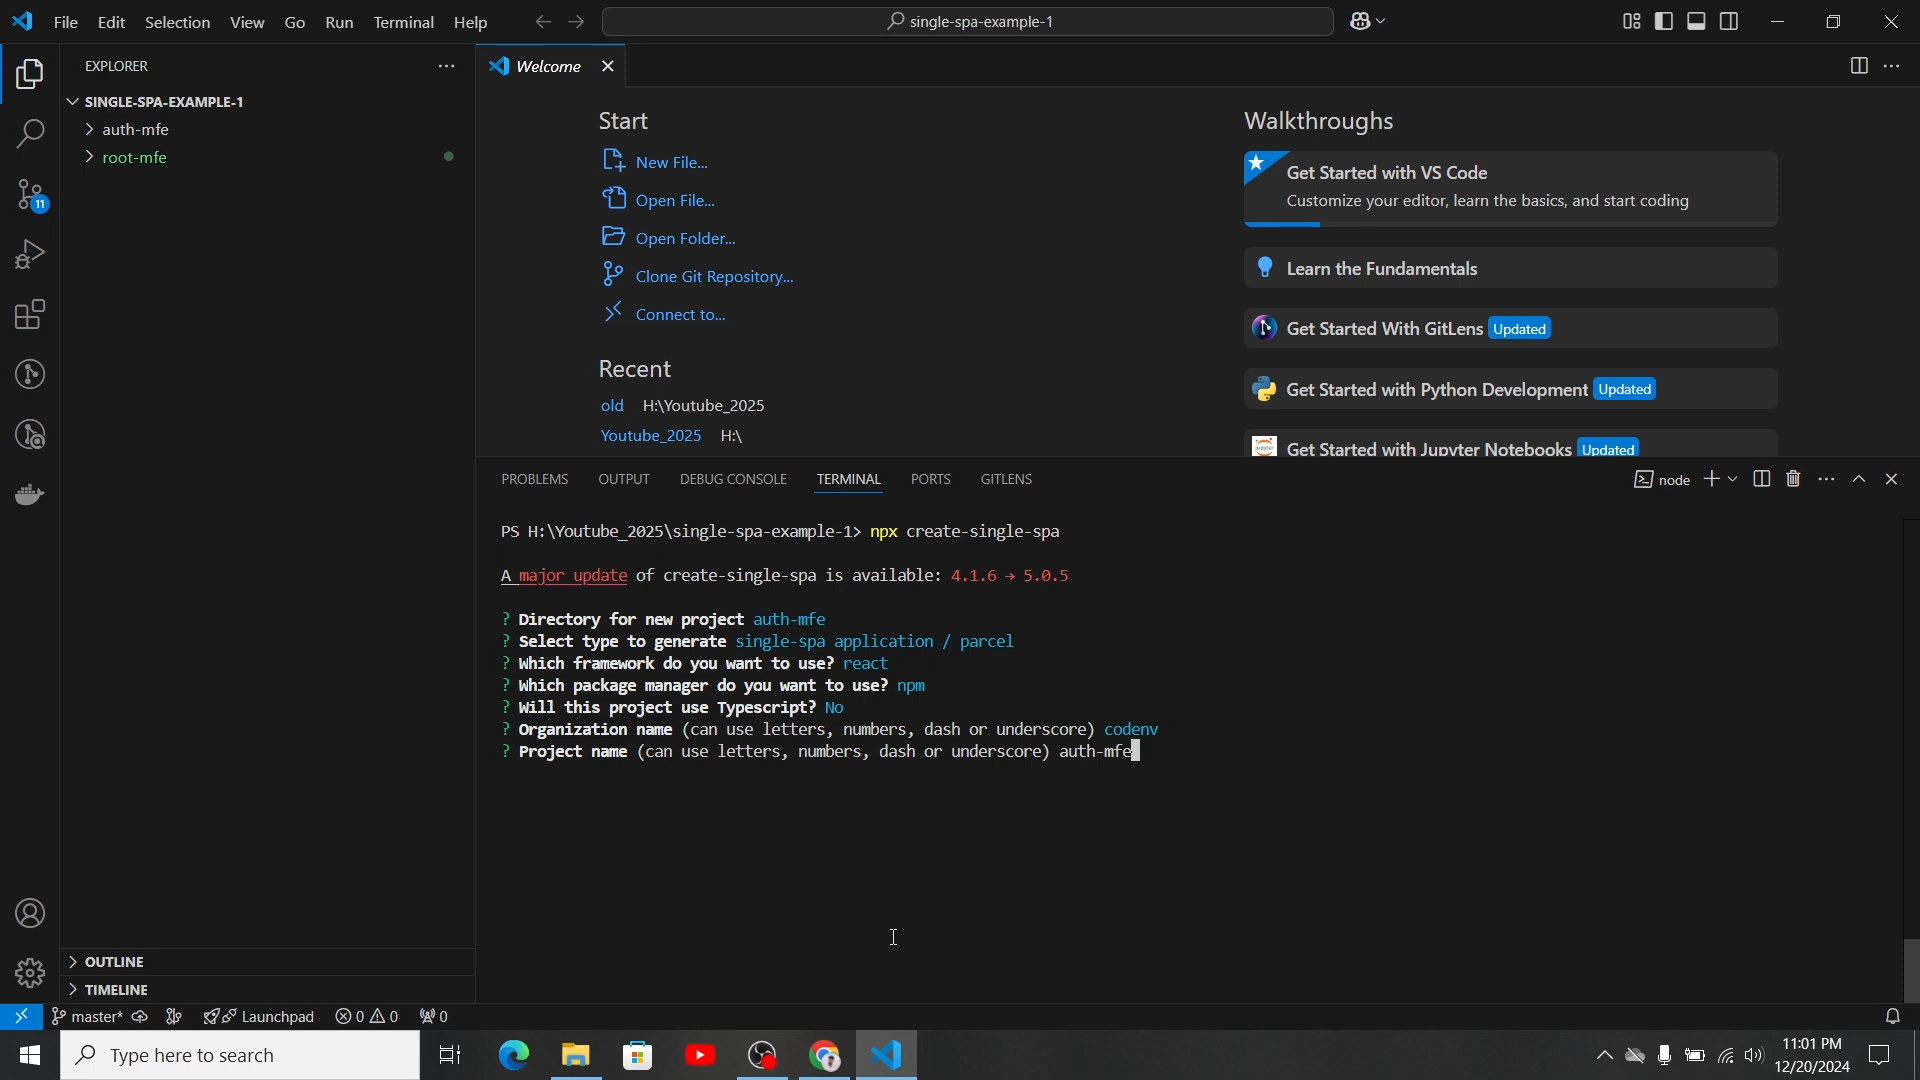 File Edit Selection View Go Run Terminal Help
single-spa-example-1
EXPLORER
SINGLE-SPA-EXAMPLE-1
auth-mfe
root-mfe
11
Welcome
Start
New File...
Open File...
Open Folder...
Clone Git Repository...
Connect to...
Recent
old H:\Youtube_2025
Youtube_2025 H:\
Walkthroughs
Get Started with VS Code
Customize your editor, learn the basics, and start coding
Learn the Fundamentals
Get Started With GitLens Updated
Get Started with Python Development Updated
Get Started with Jupyter Notebooks Updated
PROBLEMS OUTPUT DEBUG CONSOLE TERMINAL PORTS GITLENS
node
PS H:\Youtube_2025\single-spa-example-1> npx create-single-spa
A major update of create-single-spa is available: 4.1.6 → 5.0.5
? Directory for new project auth-mfe
? Select type to generate single-spa application / parcel
? Which framework do you want to use? react
? Which package manager do you want to use? npm
? Will this project use Typescript? No
? Organization name (can use letters, numbers, dash or underscore) codenv
? Project name (can use letters, numbers, dash or underscore) auth-mfe
OUTLINE
TIMELINE
master* Launchpad 0 0 0
Type here to search
11:01 PM
12/20/2024